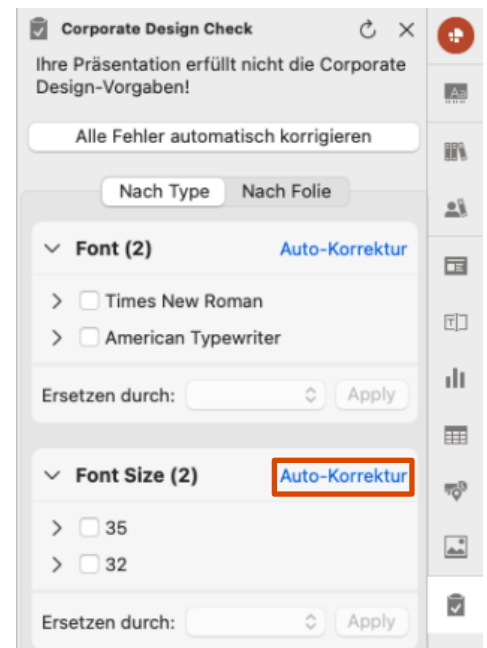 Corporate Design Check
Ihre Präsentation erfüllt nicht die Corporate
Design-Vorgaben!
Alle Fehler automatisch korrigieren
Nach Type Nach Folie
Font (2) Auto-Korrektur
Times New Roman
American Typewriter
Ersetzen durch: Apply
Font Size (2) Auto-Korrektur
35
32
Ersetzen durch: Apply
Aa
T